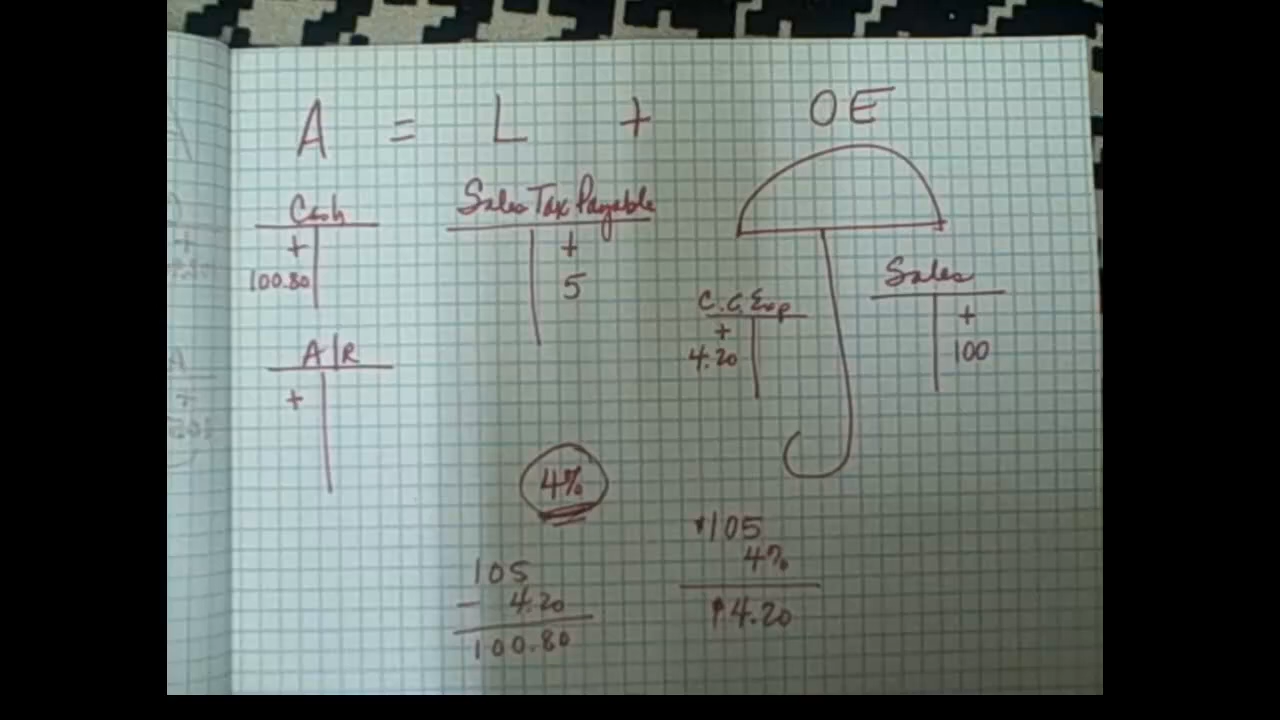 A = L + OE
Cash
+
100.80
Sales Tax Payable
+
5
A/R
+
C.C. Exp
+
4.20
Sales
+
100
4%
105
- 4.20
100.80
$105
4%
$4.20